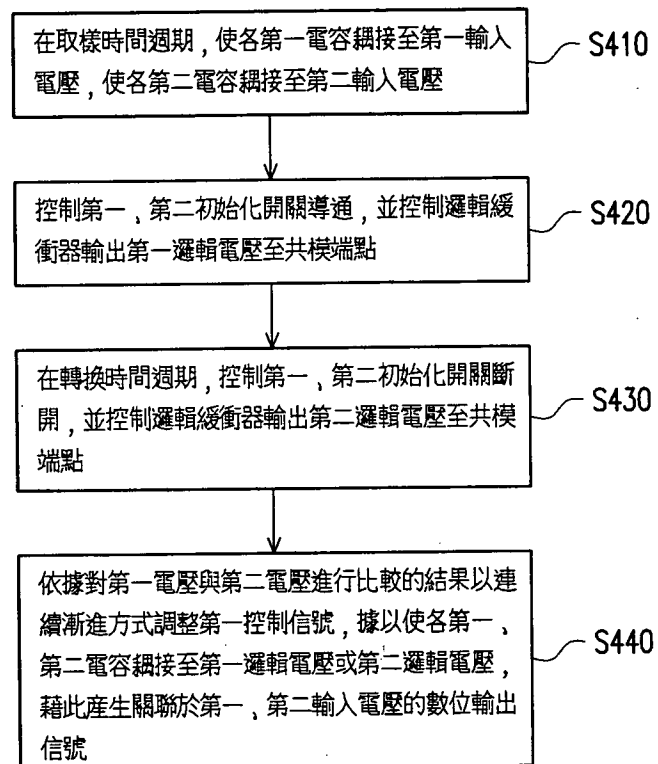 在取樣時間週期，使各第一電容耦接至第一輸入
電壓，使各第二電容耦接至第二輸入電壓
S410
控制第一、第二初始化開關導通，並控制邏輯緩
衝器輸出第一邏輯電壓至共模端點
S420
在轉換時間週期，控制第一、第二初始化開關斷
開，並控制邏輯緩衝器輸出第二邏輯電壓至共模
端點
S430
依據對第一電壓與第二電壓進行比較的結果以連
續漸進方式調整第一控制信號，據以使各第一、
第二電容耦接至第一邏輯電壓或第二邏輯電壓，
藉此産生關聯於第一、第二輸入電壓的數位輸出
信號
S440